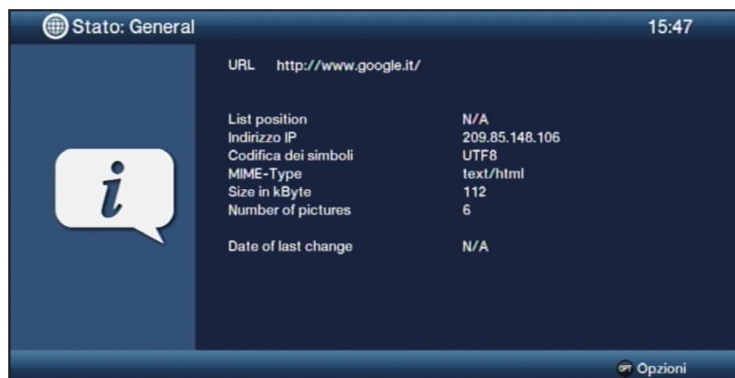 Stato: General 15:47
URL http://www.google.it/
List position N/A
Indirizzo IP 209.85.148.106
Codifica dei simboli UTF8
MIME-Type text/html
Size in kByte 112
Number of pictures 6
Date of last change N/A
OPT Opzioni